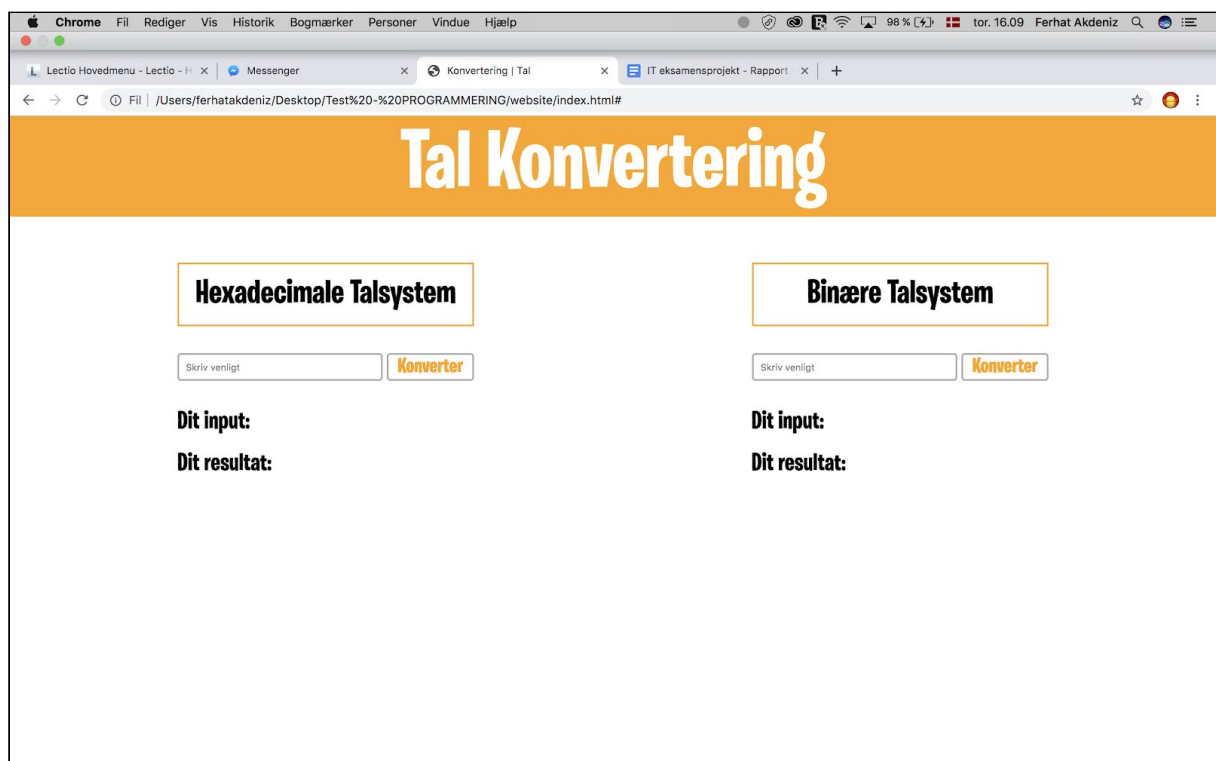 Chrome Fil Rediger Vis Historik Bogmærker Personer Vindue Hjælp 98 % tor. 16.09 Ferhat Akdeniz
Lectio Hovedmenu - Lectio - H Messenger Konvertering | Tal IT eksamensprojekt - Rapport
Fil /Users/ferhatakdeniz/Desktop/Test%20-%20PROGRAMMERING/website/index.html#
Tal Konvertering
Hexadecimale Talsystem Binære Talsystem
Skriv venligt Konverter Skriv venligt Konverter
Dit input: Dit input:
Dit resultat: Dit resultat: